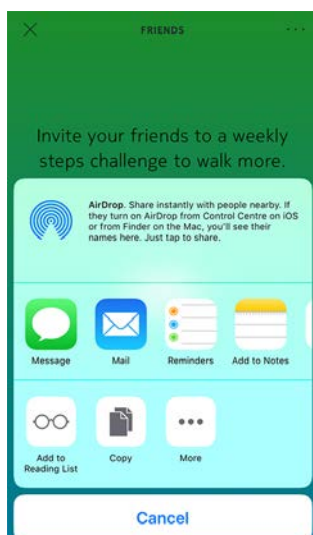 FRIENDS
Invite your friends to a weekly
steps challenge to walk more.
AirDrop. Share instantly with people nearby. If
they turn on AirDrop from Control Centre on iOS
or from Finder on the Mac, you'll see their
names here. Just tap to share.
Message Mail Reminders Add to Notes
Add to Copy More
Reading List
Cancel